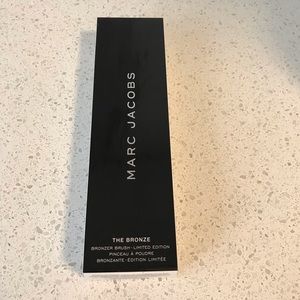 MARC JACOBS
THE BRONZE
BRONZER BRUSH - LIMITED EDITION
PINCEAU À POUDRE
BRONZANTE - ÉDITION LIMITÉE